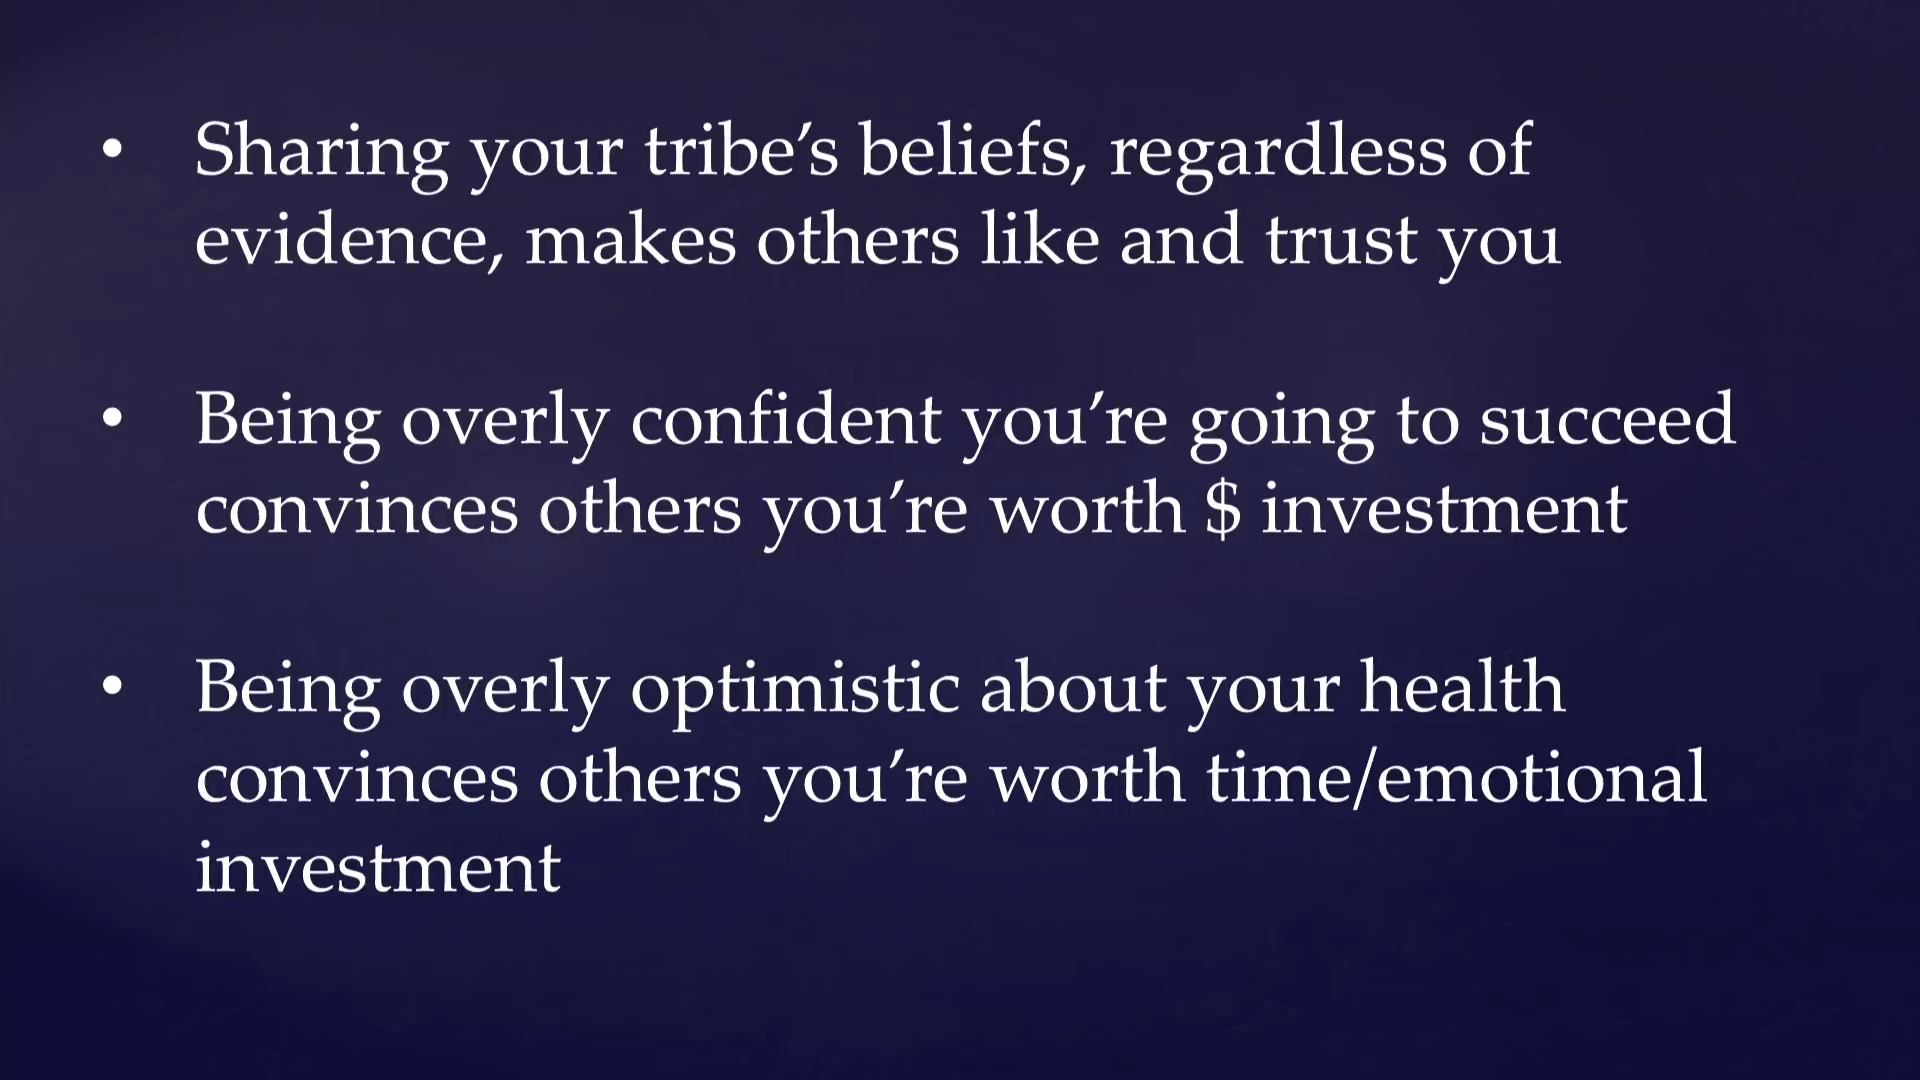 • Sharing your tribe’s beliefs, regardless of
evidence, makes others like and trust you
• Being overly confident you’re going to succeed
convinces others you’re worth $ investment
• Being overly optimistic about your health
convinces others you’re worth time/emotional
investment